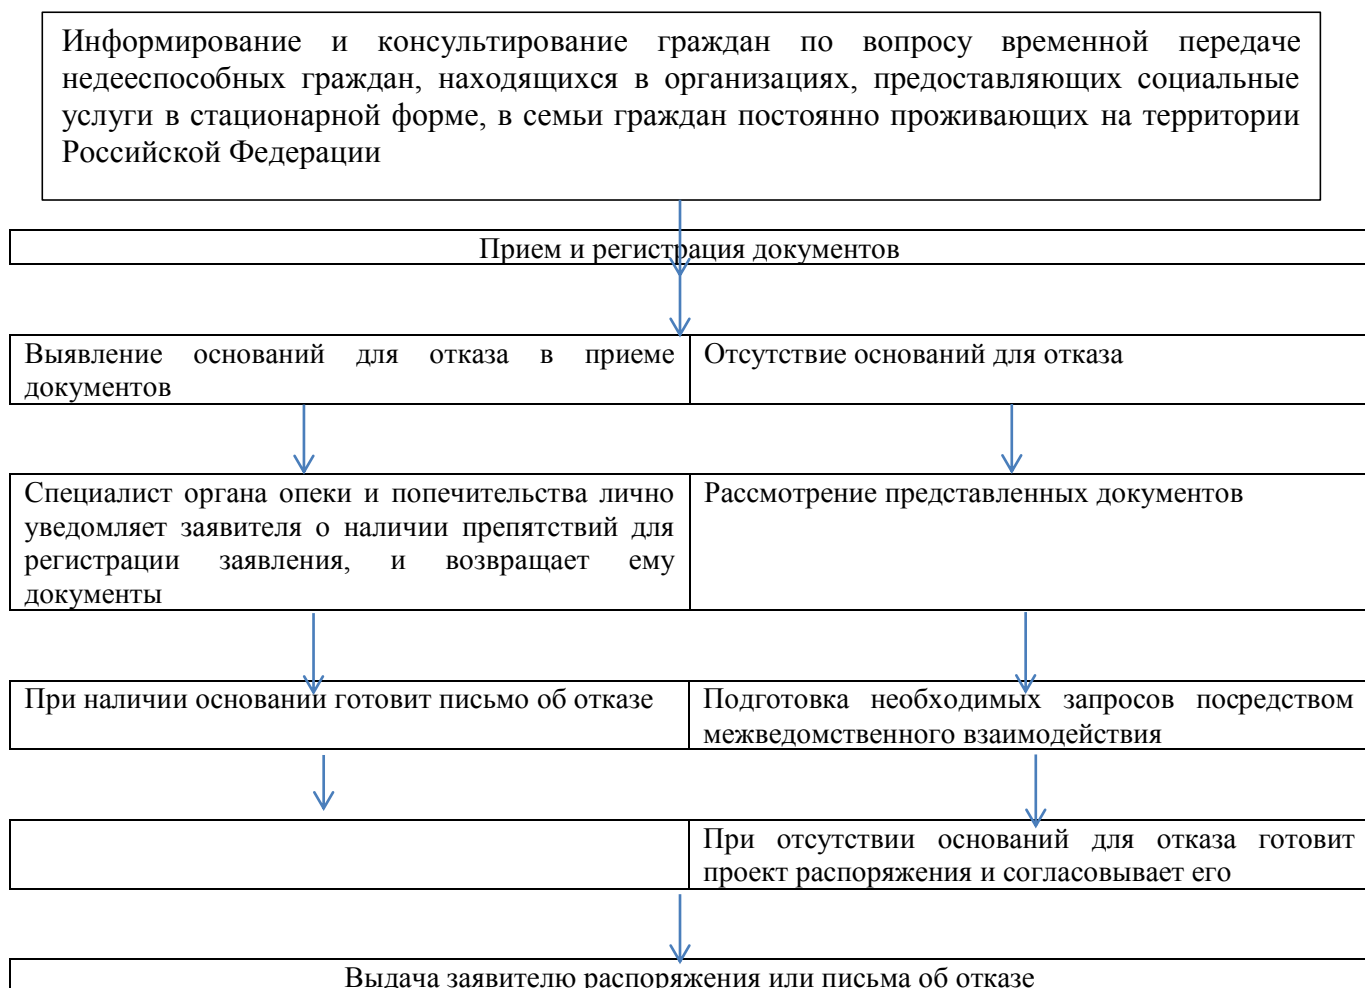 Информирование и консультирование граждан по вопросу временной передаче
недееспособных граждан, находящихся в организациях, предоставляющих социальные
услуги в стационарной форме, в семьи граждан постоянно проживающих на территории
Российской Федерации
Прием и регистрация документов
Выявление оснований для отказа в приеме
документов
Отсутствие оснований для отказа
Специалист органа опеки и попечительства лично
уведомляет заявителя о наличии препятствий для
регистрации заявления, и возвращает ему
документы
Рассмотрение представленных документов
При наличии оснований готовит письмо об отказе
Подготовка необходимых запросов посредством
межведомственного взаимодействия
При отсутствии оснований для отказа готовит
проект распоряжения и согласовывает его
Выдача заявителю распоряжения или письма об отказе